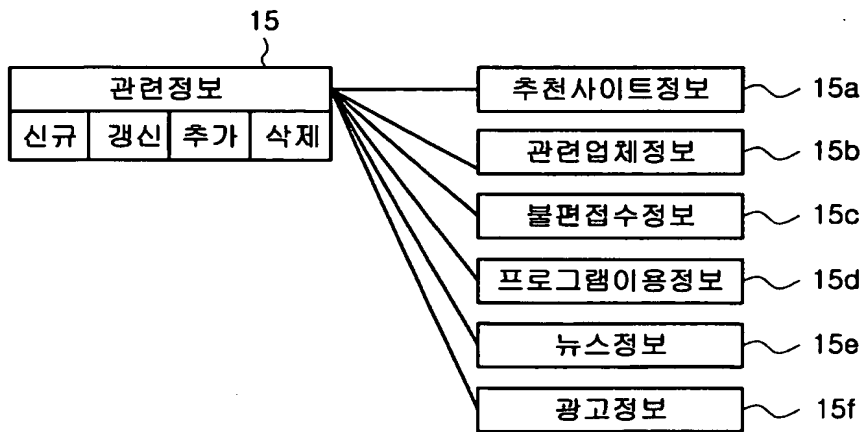 15
관련정보
신규 갱신 추가 삭제
추천사이트정보 15a
관련업체정보 15b
불편접수정보 15c
프로그램이용정보 15d
뉴스정보 15e
광고정보 15f